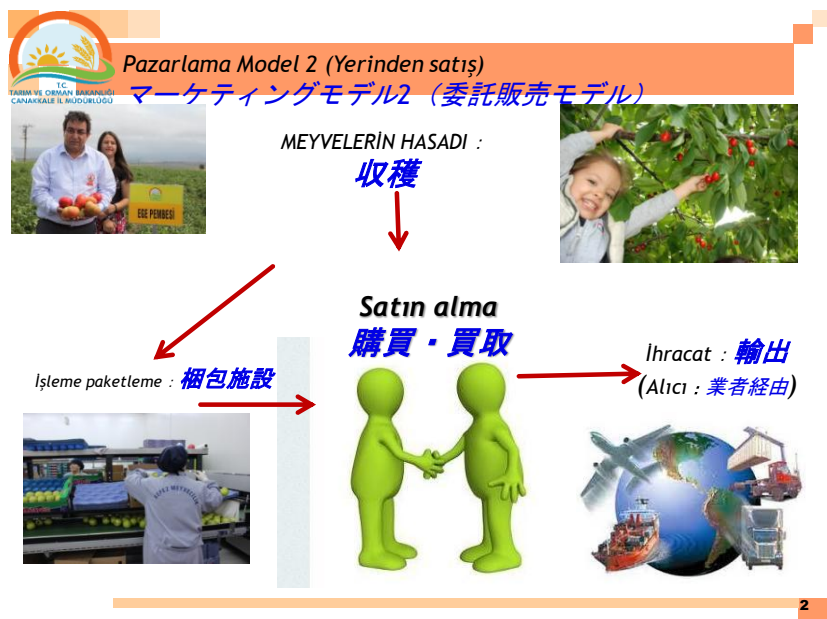 Pazarlama Model 2 (Yerinden satış)
マーケティングモデル2（委託販売モデル）
T.C.
TARIM VE ORMAN BAKANLIĞI
ÇANAKKALE İL MÜDÜRLÜĞÜ
MEYVELERİN HASADI :
収穫
EGE PEMBESİ
Satın alma
購買・買取
İşleme paketleme : 梱包施設
İhracat : 輸出
(Alıcı : 業者経由)
MEYVECİLİK
2